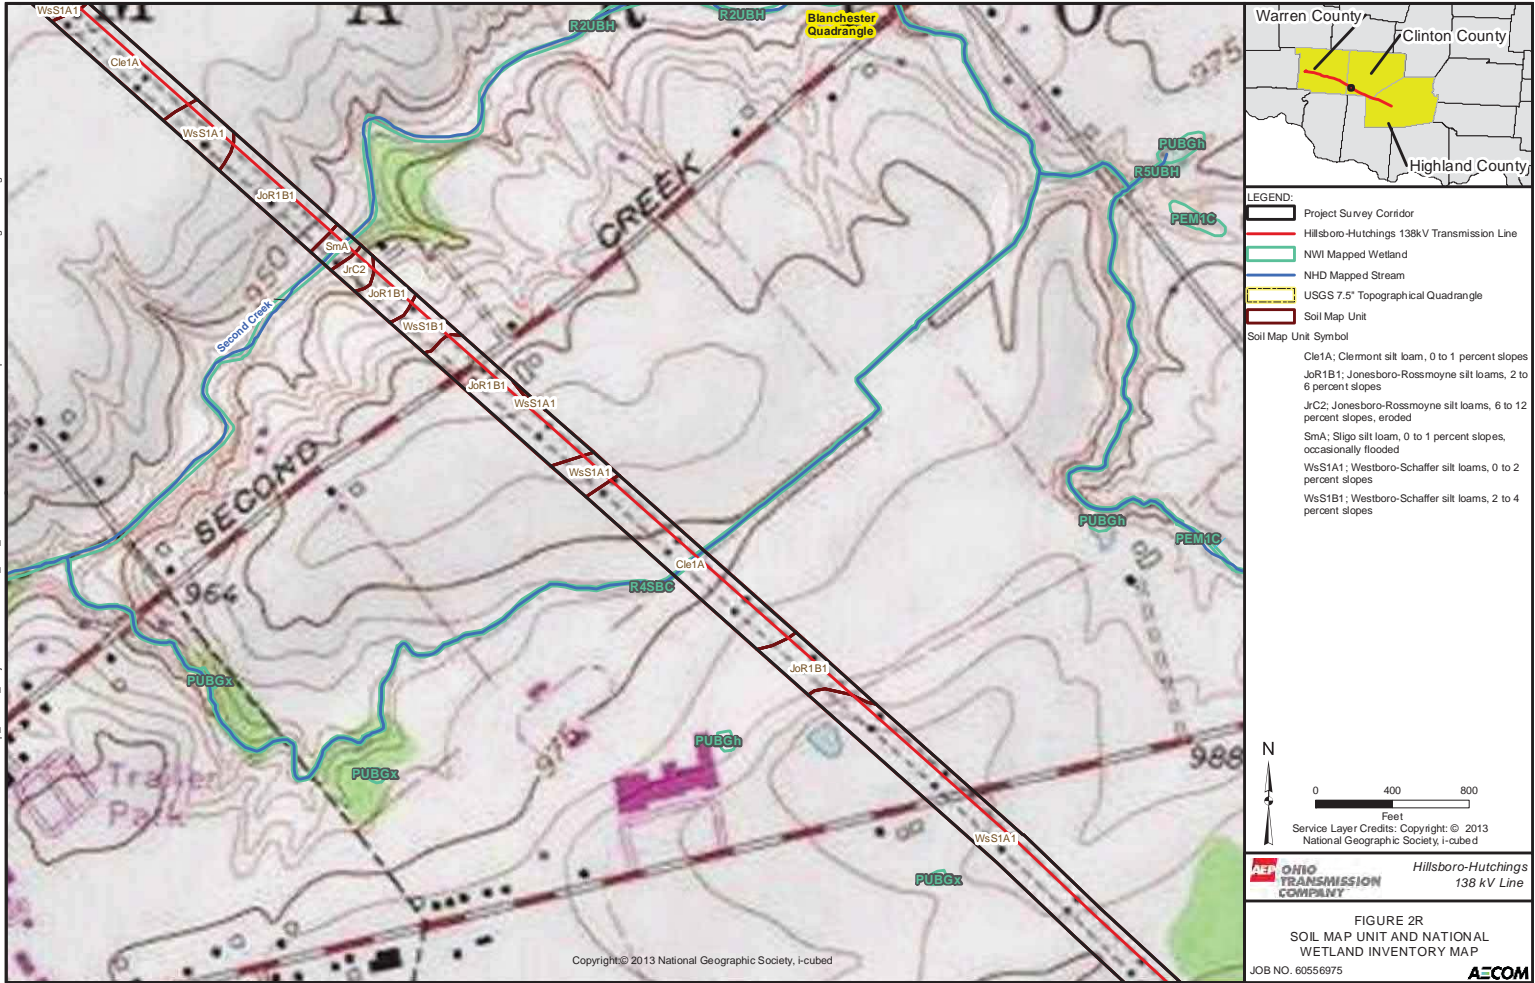 M A
WsS1A1
R2UBH
R2UBH
Blanchester
Quadrangle
Cle1A
975
WsS1A1
PUBGh
R5UBH
JoR1B1
CREEK
PEM1C
SmA
950
JrC2
JoR1B1
Second Creek
WsS1B1
JoR1B1
WsS1A1
SECOND
WsS1A1
PUBGh
PEM1C
Cle1A
R4SBC
964
JoR1B1
PUBGx
PUBGh
988
PUBGx
Trailer
Park
WsS1A1
PUBGx
Copyright:© 2013 National Geographic Society, i-cubed
Warren County
Clinton County
Highland County
LEGEND:
Project Survey Corridor
Hillsboro-Hutchings 138kV Transmission Line
NWI Mapped Wetland
NHD Mapped Stream
USGS 7.5" Topographical Quadrangle
Soil Map Unit
Soil Map Unit Symbol
Cle1A; Clermont silt loam, 0 to 1 percent slopes
JoR1B1; Jonesboro-Rossmoyne silt loams, 2 to
6 percent slopes
JrC2; Jonesboro-Rossmoyne silt loams, 6 to 12
percent slopes, eroded
SmA; Sligo silt loam, 0 to 1 percent slopes,
occasionally flooded
WsS1A1; Westboro-Schaffer silt loams, 0 to 2
percent slopes
WsS1B1; Westboro-Schaffer silt loams, 2 to 4
percent slopes
N
0 400 800
Feet
Service Layer Credits: Copyright: © 2013
National Geographic Society, i-cubed
AEP OHIO
TRANSMISSION
COMPANY
Hillsboro-Hutchings
138 kV Line
FIGURE 2R
SOIL MAP UNIT AND NATIONAL
WETLAND INVENTORY MAP
JOB NO. 60556975
AECOM